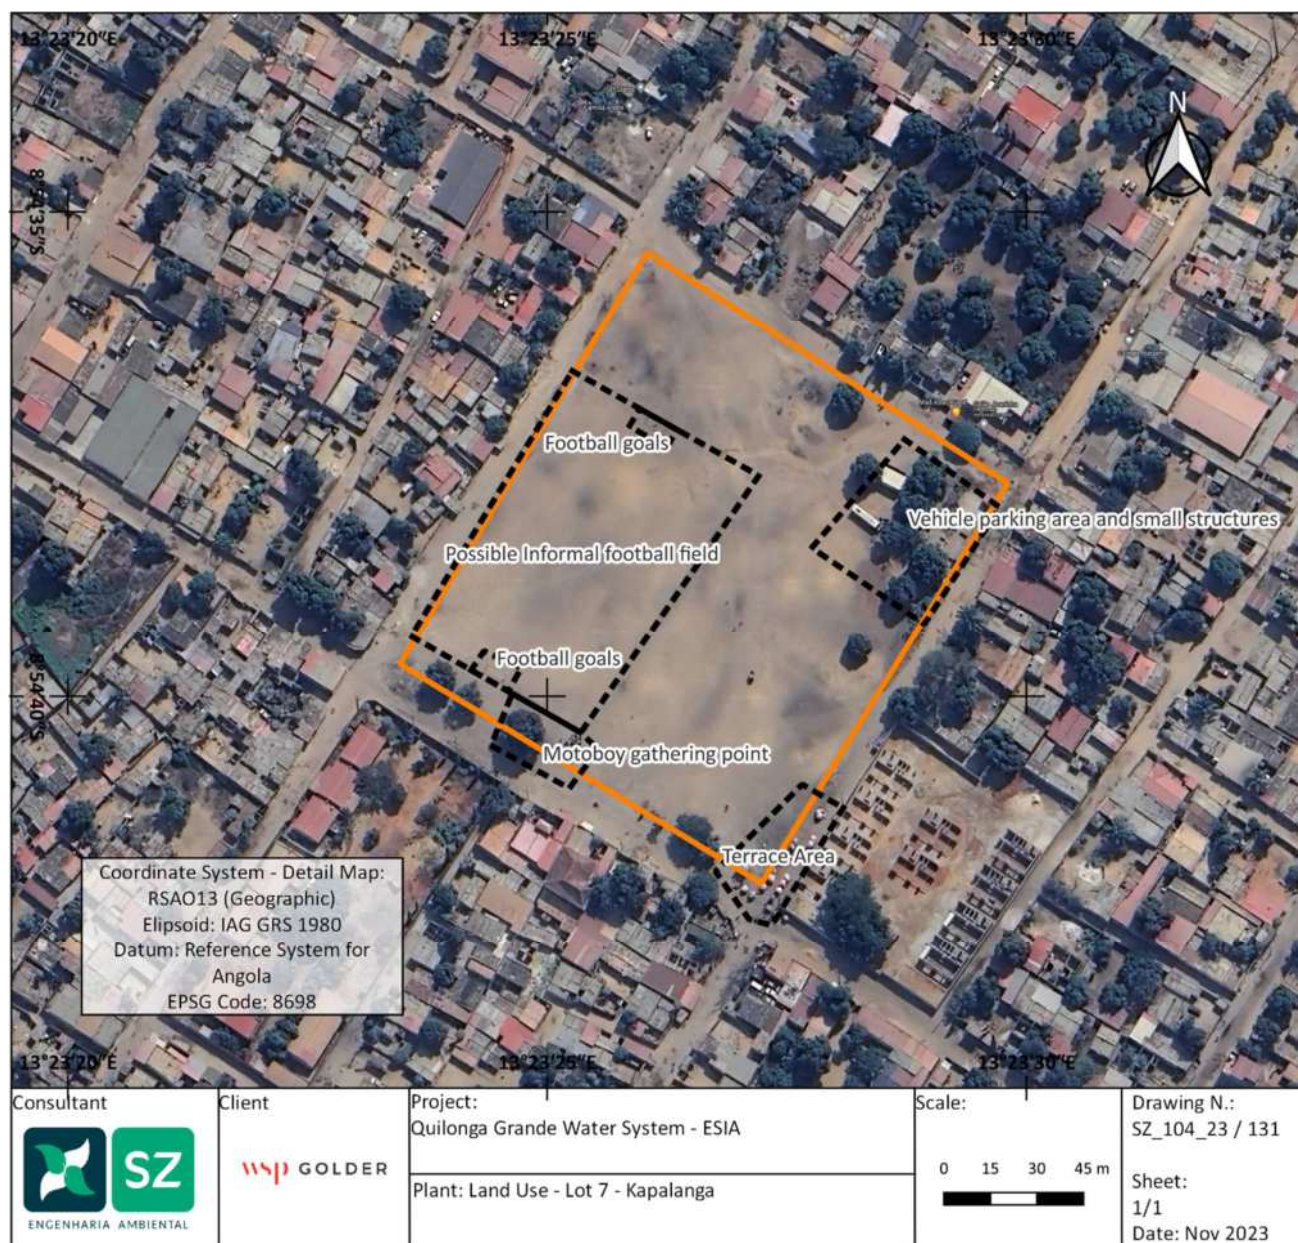 13°23'20"E
13°23'25"E
13°23'30"E
N
8°54'35"S
Football goals
Vehicle parking area and small structures
Possible Informal football field
Football goals
8°54'40"S
Motoboy gathering point
Terrace Area
Coordinate System - Detail Map:
RSAO13 (Geographic)
Elipsoid: IAG GRS 1980
Datum: Reference System for
Angola
EPSG Code: 8698
13°23'20"E
13°23'25"E
13°23'30"E
Consultant
SZ
ENGENHARIA AMBIENTAL
Client
wsp GOLDER
Project:
Quilonga Grande Water System - ESIA
Plant: Land Use - Lot 7 - Kapalanga
Scale:
0 15 30 45 m
Drawing N.:
SZ_104_23 / 131
Sheet:
1/1
Date: Nov 2023